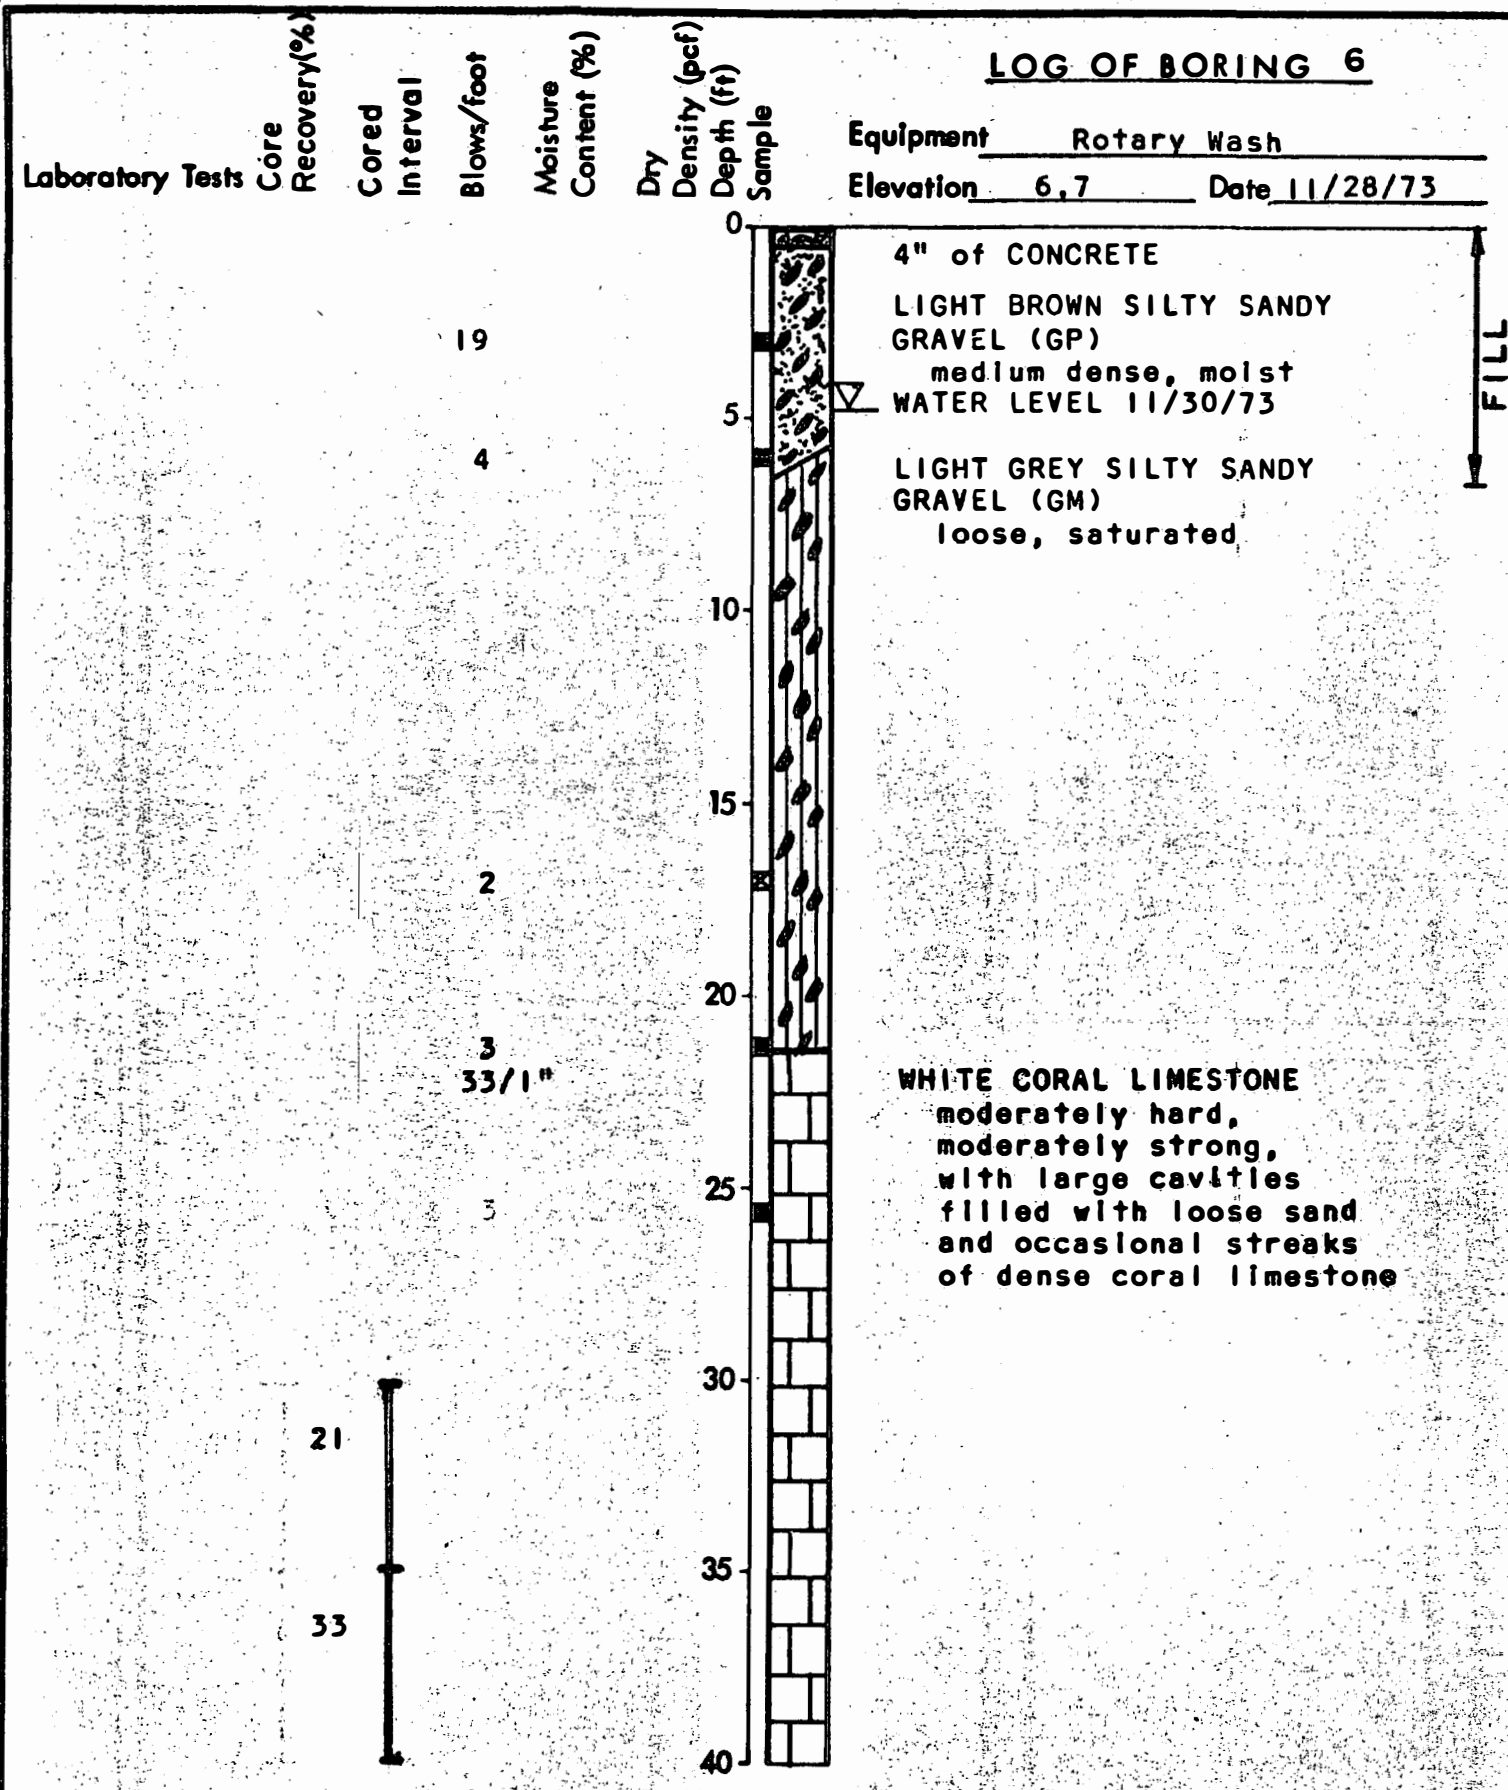 LOG OF BORING 6
Laboratory Tests
Core
Recovery(%)
Cored
Interval
Blows/foot
Moisture
Content (%)
Dry
Density (pcf)
Depth (ft)
Sample
Equipment Rotary Wash
Elevation 6.7 Date 11/28/73
0
4" of CONCRETE
LIGHT BROWN SILTY SANDY
19 GRAVEL (GP)
medium dense, moist
FILL
5 WATER LEVEL 11/30/73
4 LIGHT GREY SILTY SANDY
GRAVEL (GM)
loose, saturated
10
15
2
20
3
33/1"
WHITE CORAL LIMESTONE
moderately hard,
moderately strong,
with large cavities
25
filled with loose sand
and occasional streaks
of dense coral limestone
30
21
35
33
40